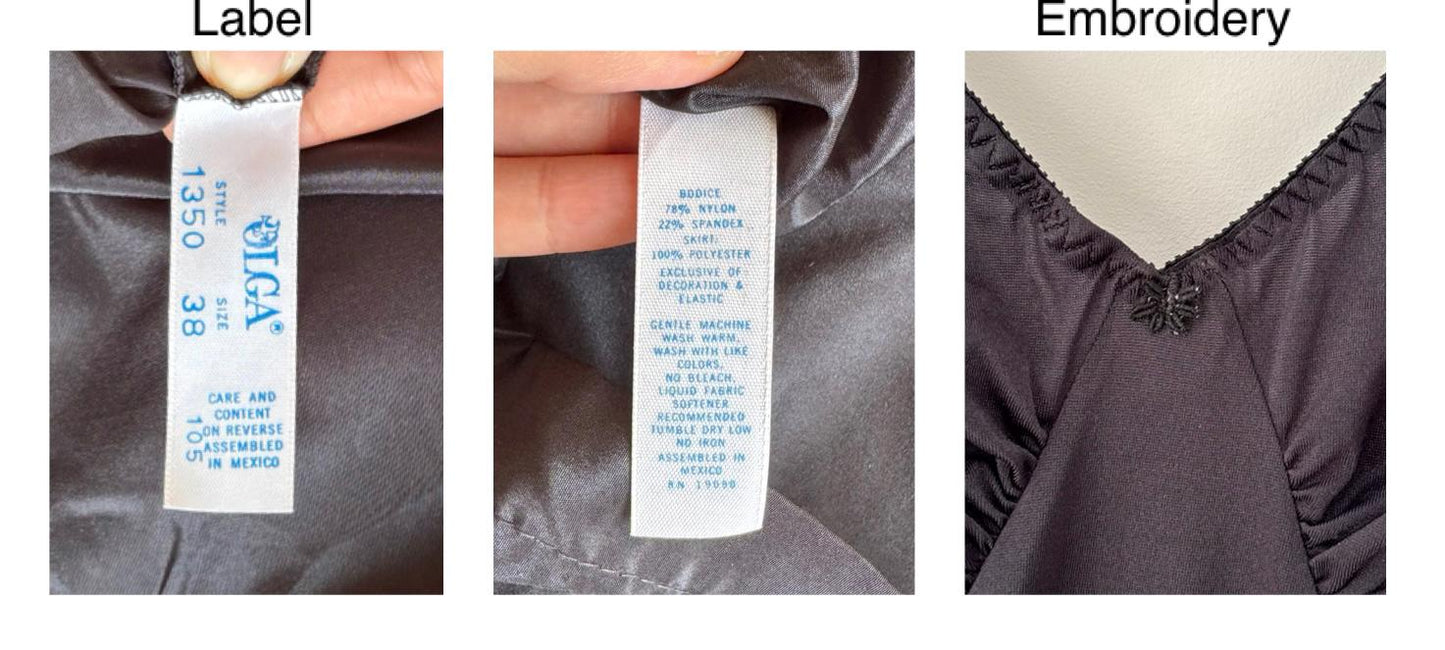 Label
Embroidery
OLGA®
STYLE SIZE
1350 38
CARE AND
CONTENT
ON REVERSE
ASSEMBLED
IN MEXICO
105
BODICE
78% NYLON
22% SPANDEX
SKIRT:
100% POLYESTER
EXCLUSIVE OF
DECORATION &
ELASTIC
GENTLE MACHINE
WASH WARM,
WASH WITH LIKE
COLORS,
NO BLEACH,
LIQUID FABRIC
SOFTENER
RECOMMENDED
TUMBLE DRY LOW
NO IRON
ASSEMBLED IN
MEXICO
RN 19090